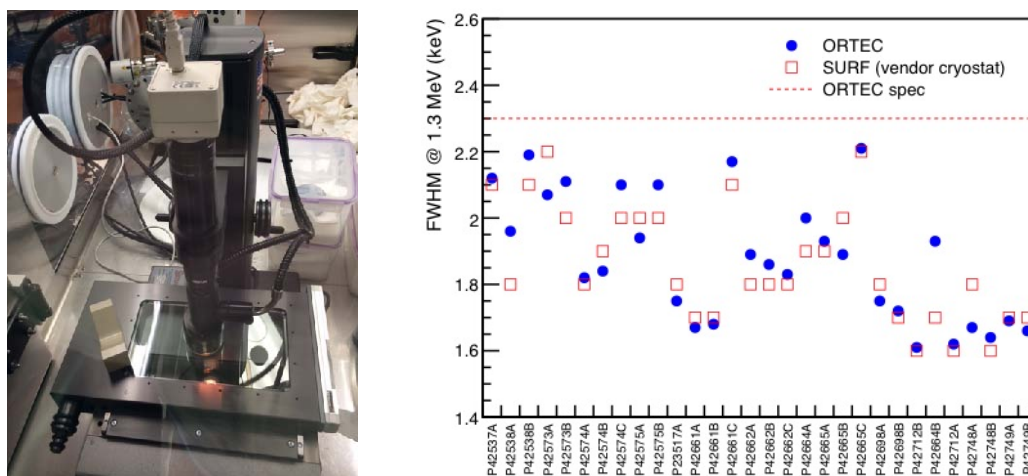 FWHM @ 1.3 MeV (keV)
2.6
2.4
2.2
2
1.8
1.6
1.4
ORTEC
SURF (vendor cryostat)
ORTEC spec
P42537A
P42538A
P42538B
P42573A
P42573B
P42574A
P42574B
P42574C
P42575A
P42575B
P23517A
P42661A
P42661B
P42661C
P42662A
P42662B
P42662C
P42664A
P42665A
P42665B
P42665C
P42698A
P42698B
P42712B
P42664B
P42712A
P42748A
P42748B
P42749A